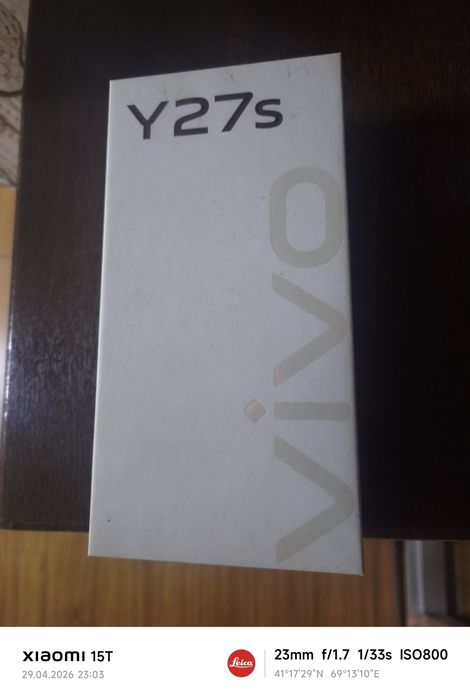 Y27s
vivo
XIAOMI 15T
29.04.2026 23:03
Leica
23mm f/1.7 1/33s ISO800
41°17'29"N 69°13'10"E